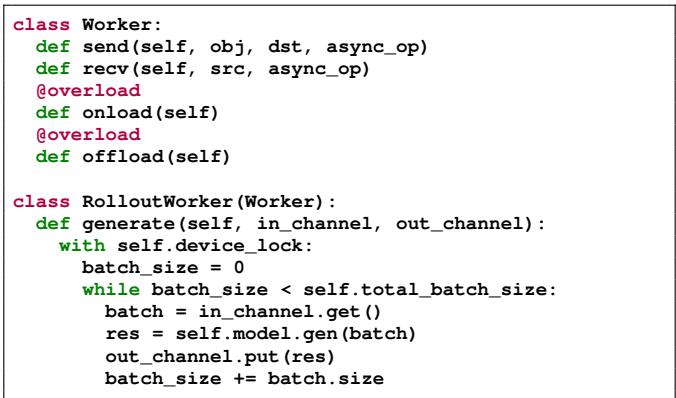 class Worker:
  def send(self, obj, dst, async_op)
  def recv(self, src, async_op)
  @overload
  def onload(self)
  @overload
  def offload(self)

class RolloutWorker(Worker):
  def generate(self, in_channel, out_channel):
    with self.device_lock:
      batch_size = 0
      while batch_size < self.total_batch_size:
        batch = in_channel.get()
        res = self.model.gen(batch)
        out_channel.put(res)
        batch_size += batch.size